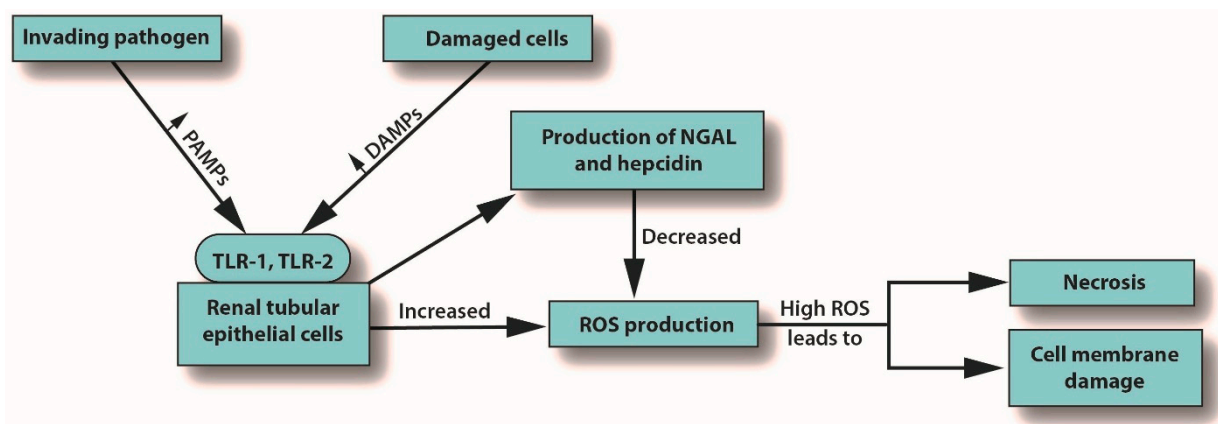 Invading pathogen
Damaged cells
PAMPs
DAMPs
Production of NGAL
and hepcidin
Decreased
TLR-1, TLR-2
Renal tubular
epithelial cells
Increased
ROS production
High ROS
leads to
Necrosis
Cell membrane
damage